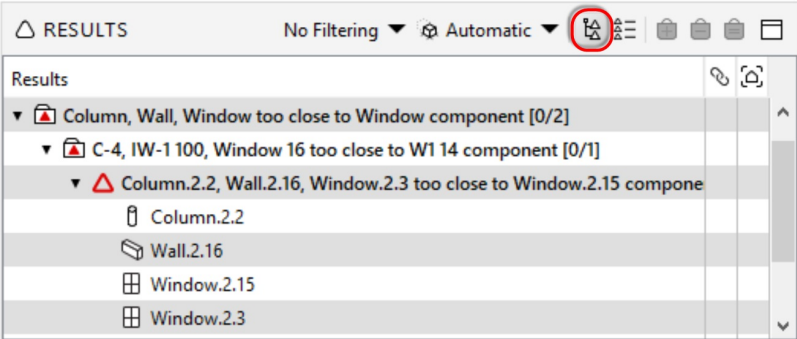 RESULTS No Filtering Automatic
Results
Column, Wall, Window too close to Window component [0/2]
C-4, IW-1 100, Window 16 too close to W1 14 component [0/1]
Column.2.2, Wall.2.16, Window.2.3 too close to Window.2.15 compone
Column.2.2
Wall.2.16
Window.2.15
Window.2.3